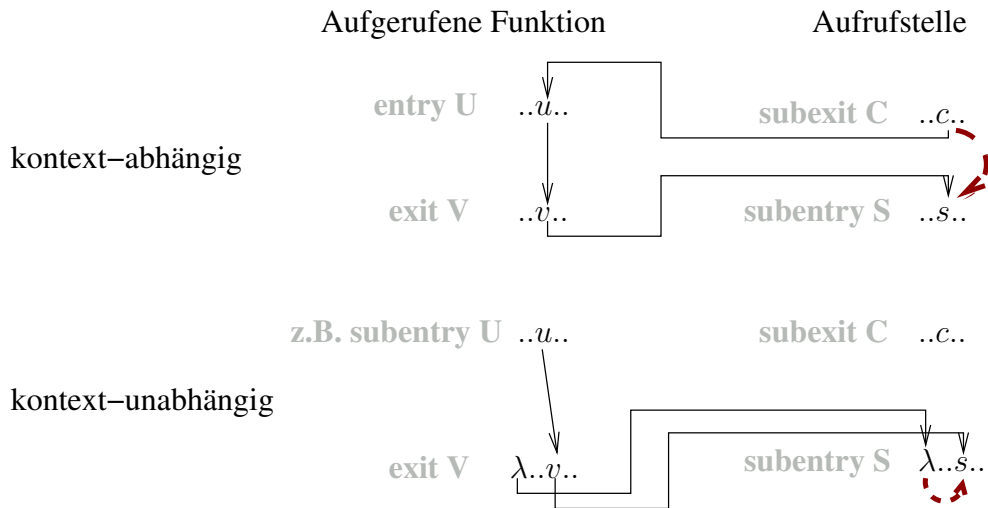 Aufgerufene Funktion Aufrufstelle
entry U ..u.. subexit C ..c..
kontext−abhängig
exit V ..v.. subentry S ..s..
z.B. subentry U ..u.. subexit C ..c..
kontext−unabhängig
exit V λ..v.. subentry S λ..s..